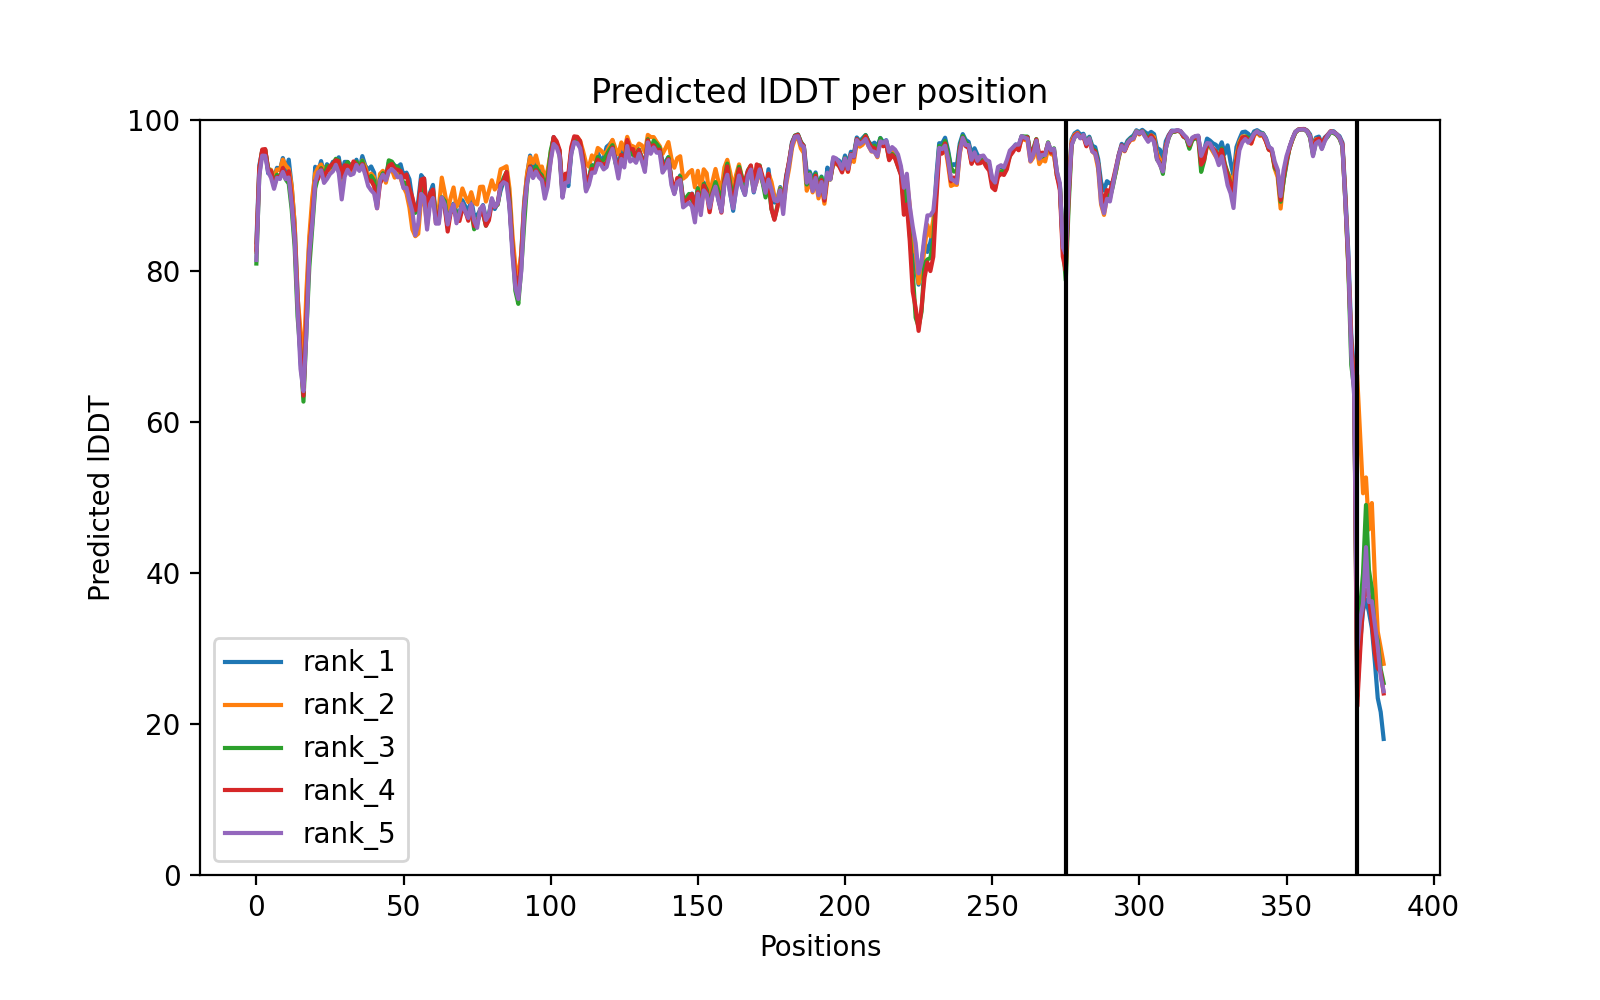 Predicted lDDT per position
100
80
60
40
20
0
Predicted lDDT
rank_1
rank_2
rank_3
rank_4
rank_5
0 50 100 150 200 250 300 350 400
Positions